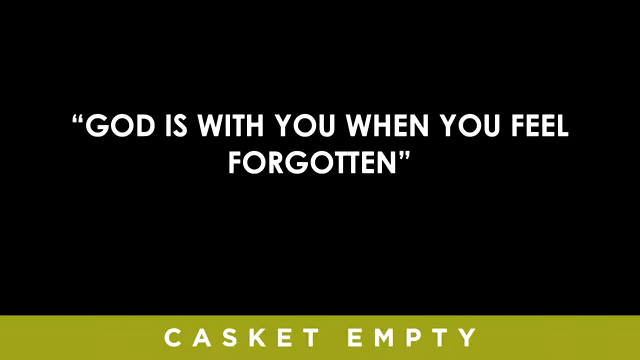 “GOD IS WITH YOU WHEN YOU FEEL
FORGOTTEN”
CASKET EMPTY